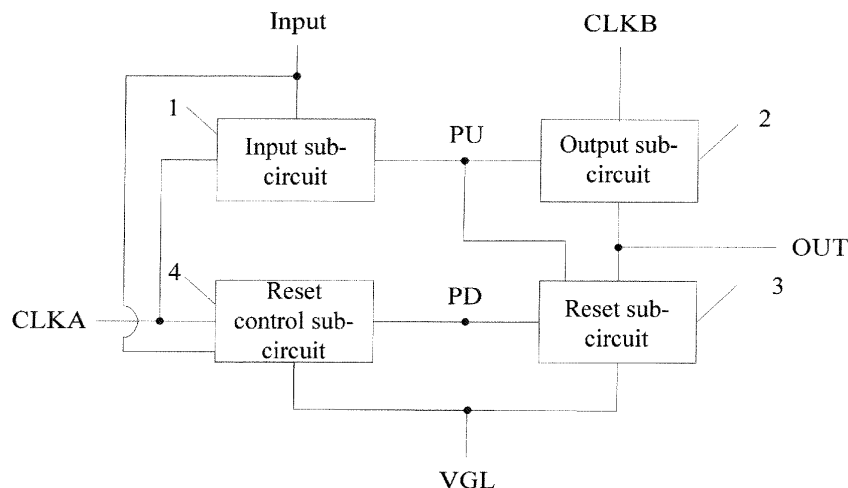 Input
CLKB
1
Input sub-
circuit
PU
Output sub-
circuit
2
OUT
4
Reset
control sub-
circuit
PD
Reset sub-
circuit
3
CLKA
VGL